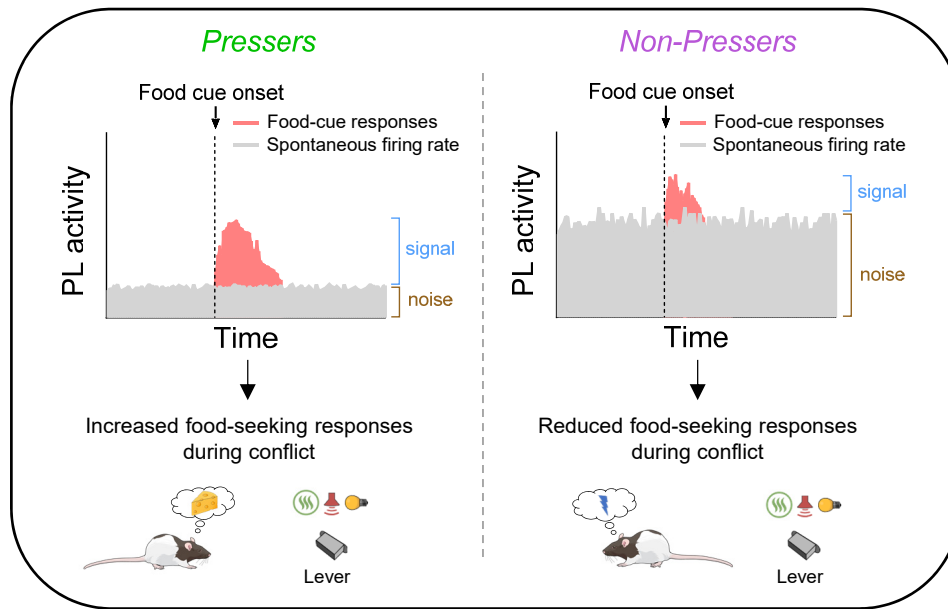 Pressers
Food cue onset
Food-cue responses
Spontaneous firing rate
PL activity
signal
noise
Time
Increased food-seeking responses
during conflict
Lever
Non-Pressers
Food cue onset
Food-cue responses
Spontaneous firing rate
PL activity
signal
noise
Time
Reduced food-seeking responses
during conflict
Lever